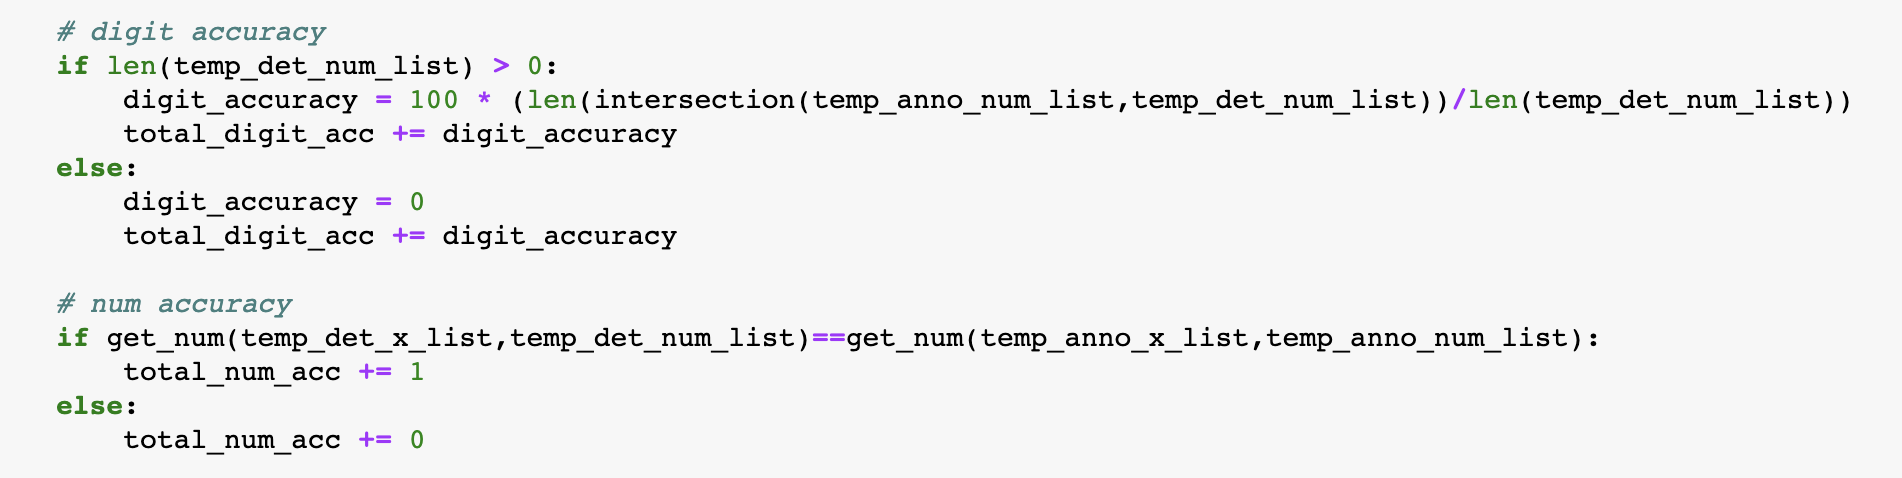 # digit accuracy
if len(temp_det_num_list) > 0:
    digit_accuracy = 100 * (len(intersection(temp_anno_num_list,temp_det_num_list))/len(temp_det_num_list))
    total_digit_acc += digit_accuracy
else:
    digit_accuracy = 0
    total_digit_acc += digit_accuracy

# num accuracy
if get_num(temp_det_x_list,temp_det_num_list)==get_num(temp_anno_x_list,temp_anno_num_list):
    total_num_acc += 1
else:
    total_num_acc += 0